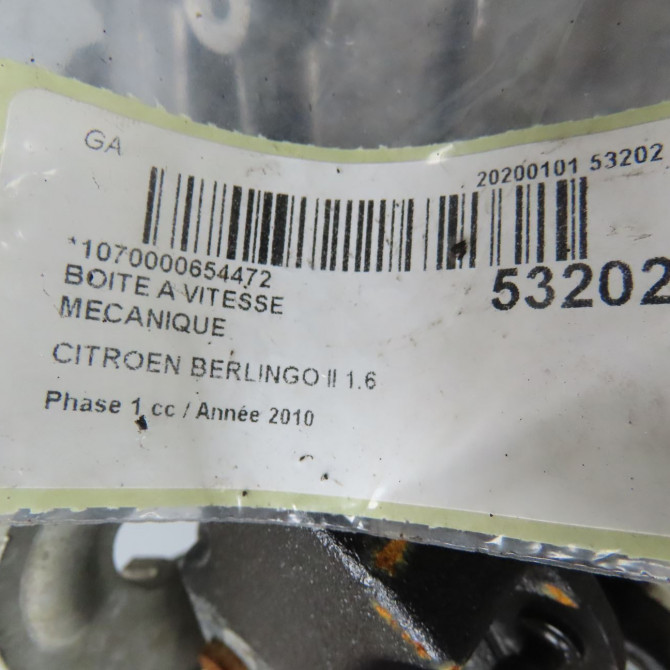 GA
20200101 53202
*1070000654472
53202
BOITE A VITESSE
MECANIQUE
CITROEN BERLINGO II 1.6
Phase 1 cc / Année 2010